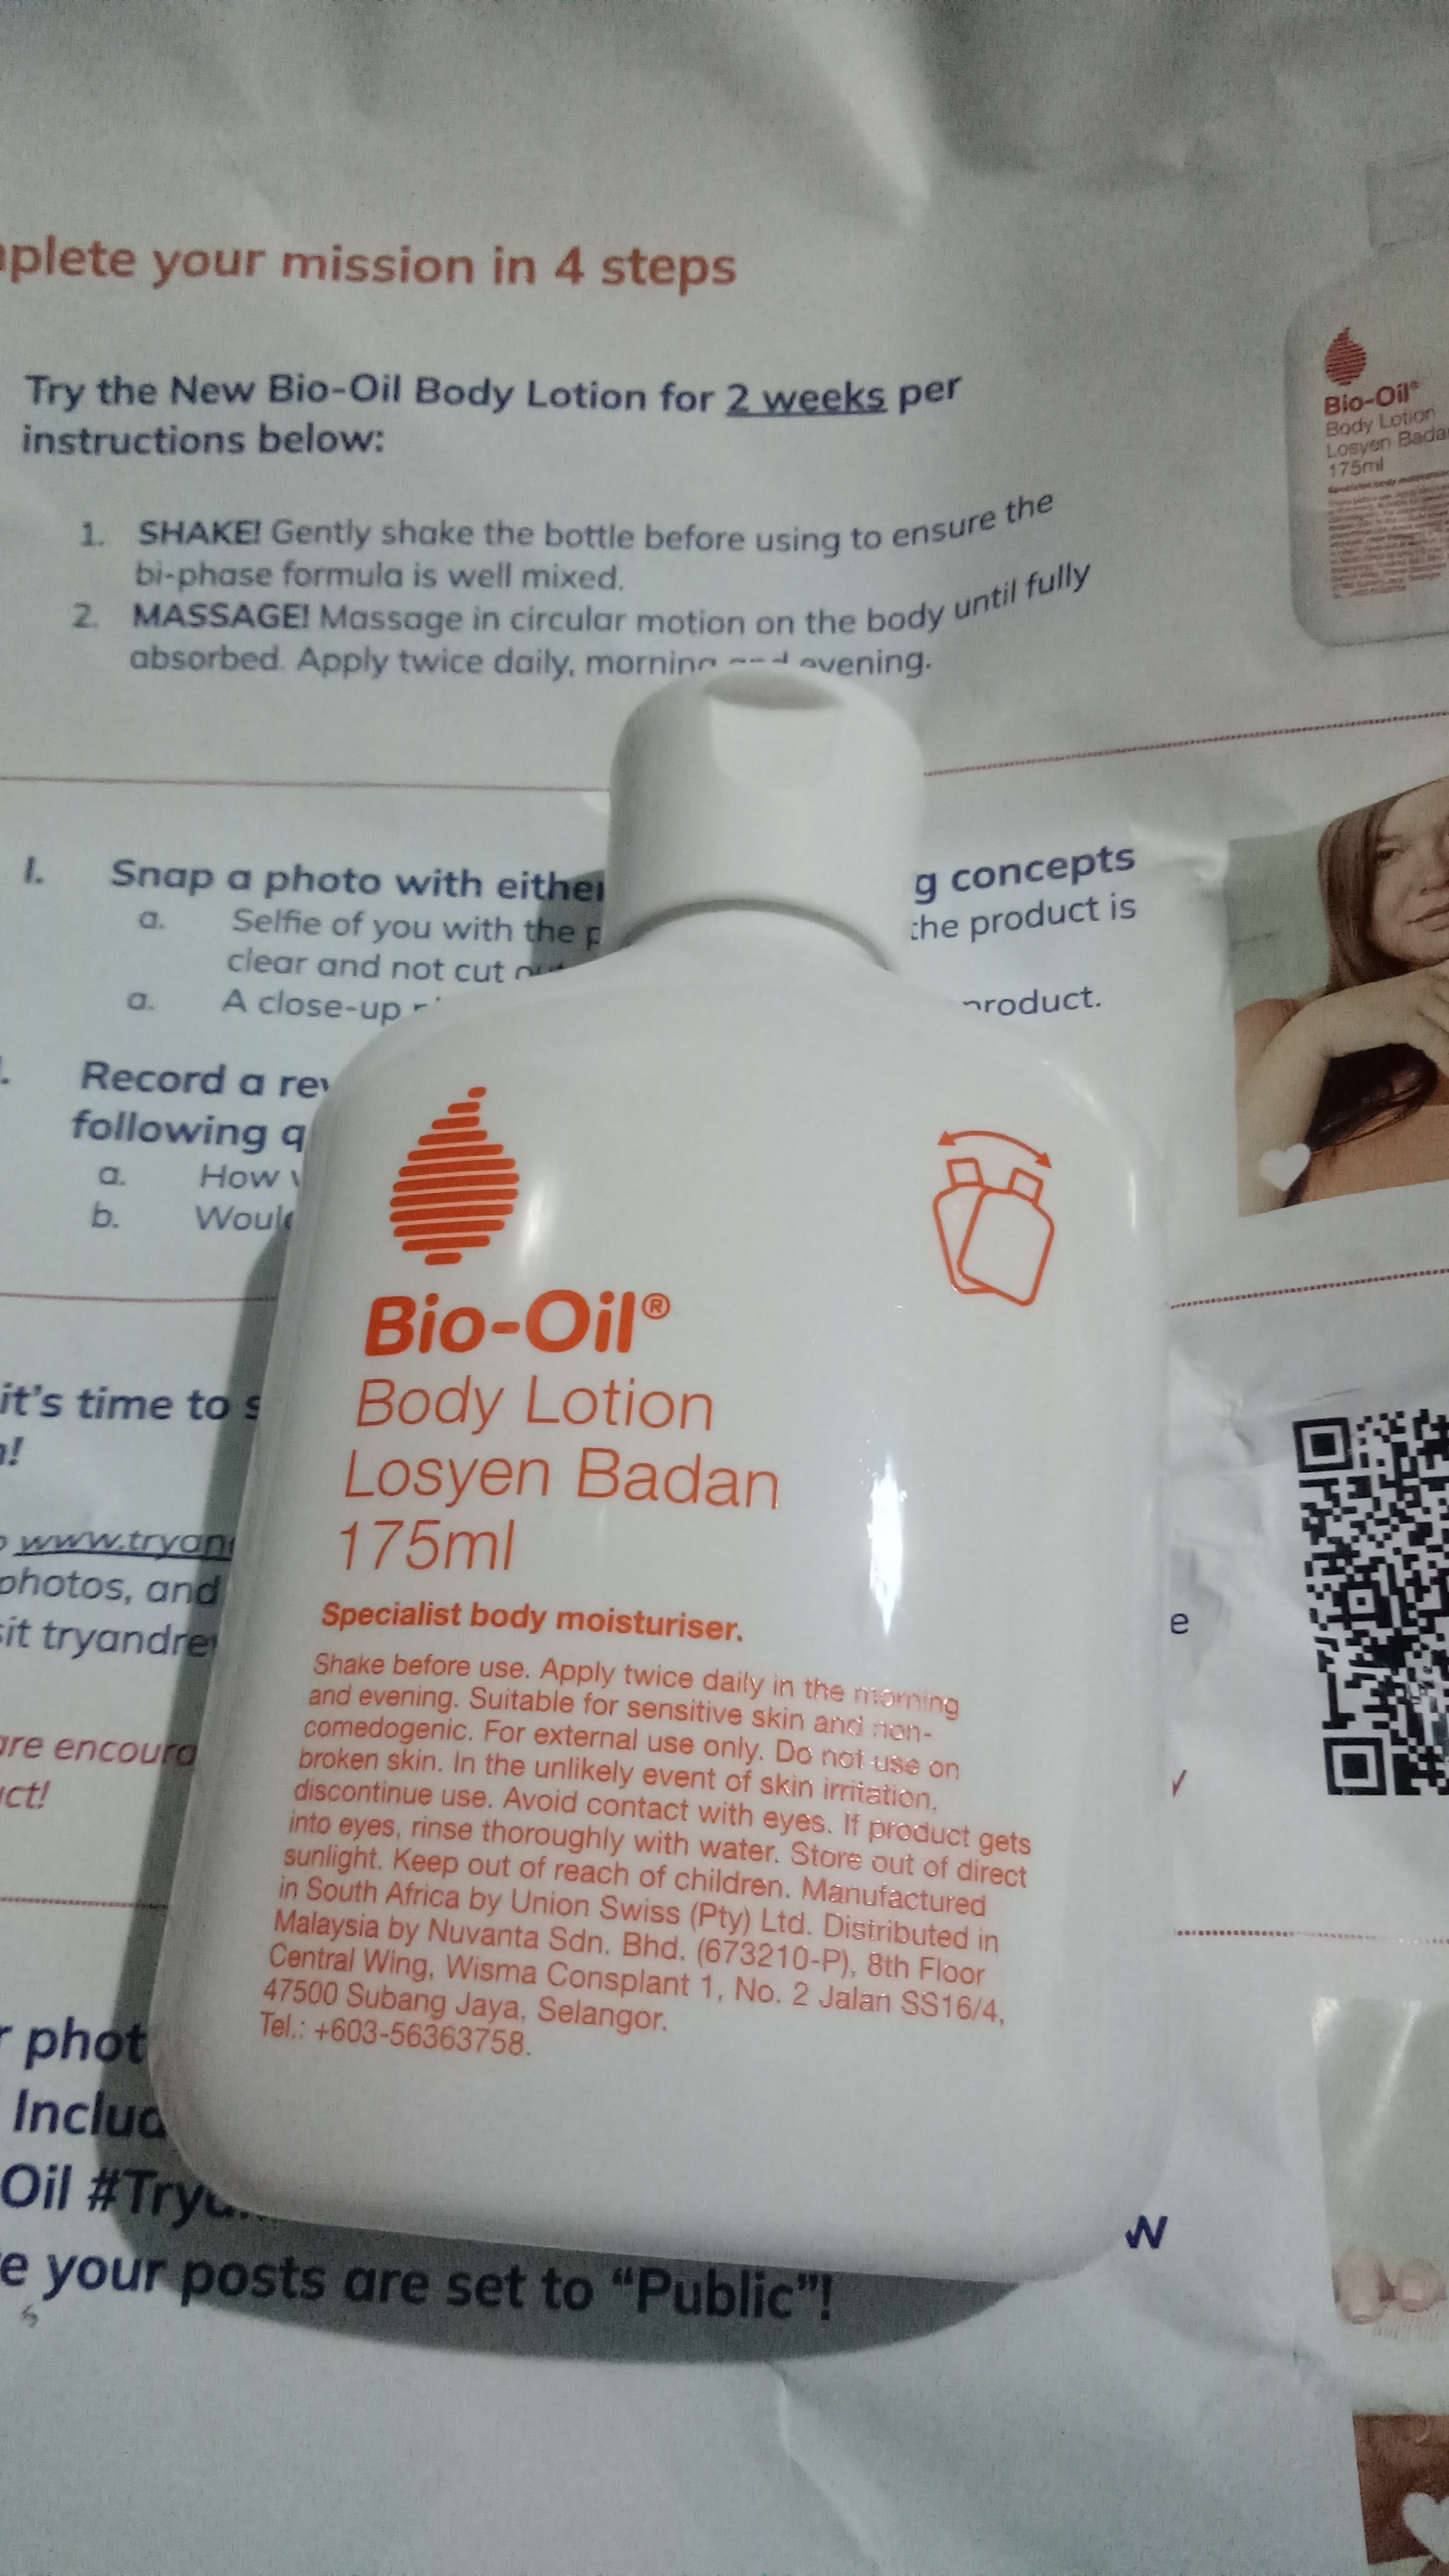 plete your mission in 4 steps
Try the New Bio-Oil Body Lotion for 2 weeks per
instructions below:
1. SHAKE! Gently shake the bottle before using to ensure the
bi-phase formula is well mixed.
2. MASSAGE! Massage in circular motion on the body until fully
absorbed. Apply twice daily, morning and evening.
Bio-Oil®
Body Lotion
Losyen Bada
175ml
I. Snap a photo with either g concepts
a. Selfie of you with the the product is
clear and not cut
a. A close-up product.
Record a
following
a. How
b.
it's time to
www.tryan
photos, and
tryandre
are
Bio-Oil®
Body Lotion
Losyen Badan
175ml
Specialist body moisturiser.
Shake before use. Apply twice daily in the morning
and evening. Suitable for sensitive skin and non-
comedogenic. For external use only. Do not use on
broken skin. In the unlikely event of skin irritation,
discontinue use. Avoid contact with eyes. If product gets
into eyes, rinse thoroughly with water. Store out of direct
sunlight. Keep out of reach of children. Manufactured
in South Africa by Union Swiss (Pty) Ltd. Distributed in
Malaysia by Nuvanta Sdn. Bhd. (673210-P), 8th Floor
Central Wing, Wisma Consplant 1, No. 2 Jalan SS16/4,
47500 Subang Jaya, Selangor.
Tel.: +603-56363758.
phot
Includ
Oil #Try
e your posts are set to "Public"!